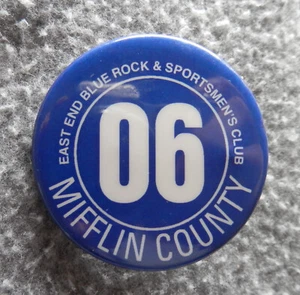 EAST END BLUE ROCK & SPORTSMEN'S CLUB
06
MIFFLIN COUNTY